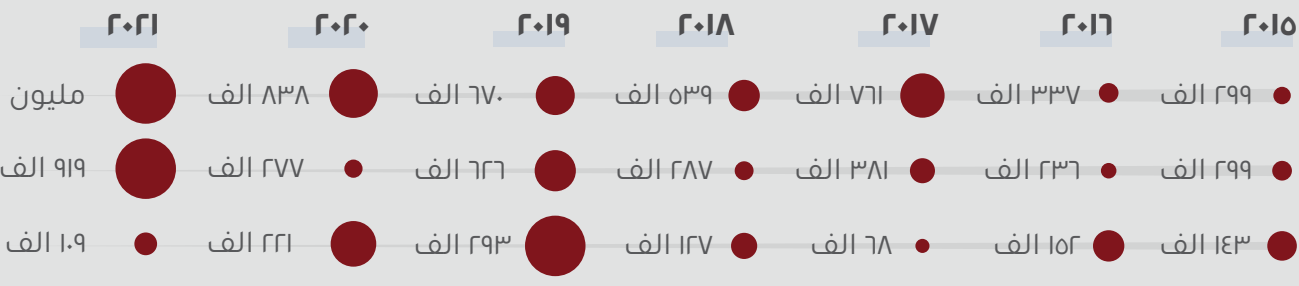 ٢٠١٥ ٢٠١٦ ٢٠١٧ ٢٠١٨ ٢٠١٩ ٢٠٢٠ ٢٠٢١
٢٩٩ الف ٣٣٧ الف ٧٦١ الف ٥٣٩ الف ٦٧٠ الف ٨٣٨ الف مليون
٢٩٩ الف ٢٣٦ الف ٣٨١ الف ٢٨٧ الف ٦٢٦ الف ٢٧٧ الف ٩١٩ الف
١٤٣ الف ١٥٢ الف ٦٨ الف ١٢٧ الف ٢٩٣ الف ٢٢١ الف ١٠٩ الف